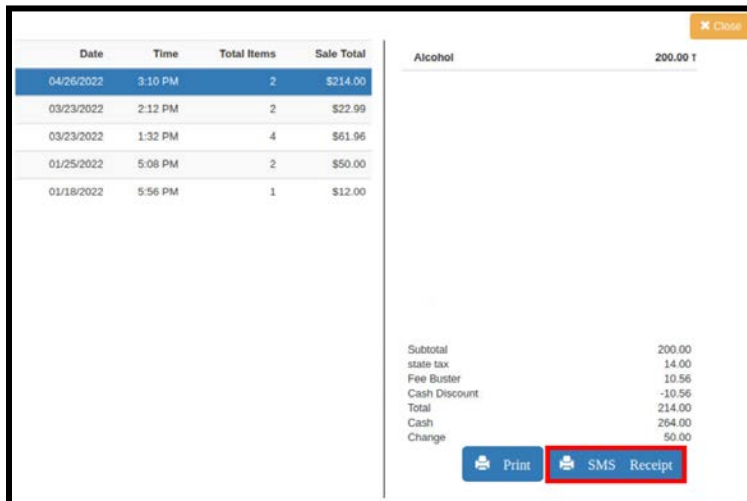 Close
Date Time Total Items Sale Total
04/26/2022 3:10 PM 2 $214.00
03/23/2022 2:12 PM 2 $22.99
03/23/2022 1:32 PM 4 $61.96
01/25/2022 5:08 PM 2 $50.00
01/18/2022 5:56 PM 1 $12.00
Alcohol 200.00 T
Subtotal 200.00
state tax 14.00
Fee Buster 10.56
Cash Discount -10.56
Total 214.00
Cash 264.00
Change 50.00
Print SMS Receipt